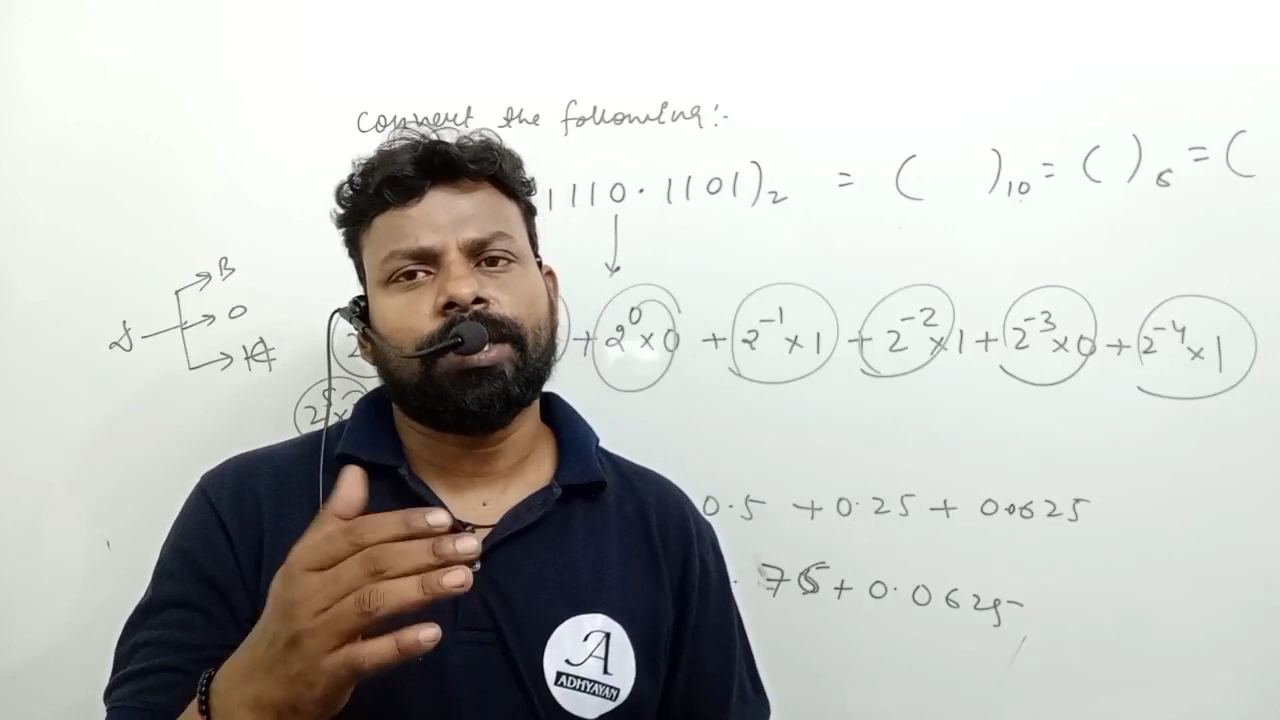 Convert the following:-
1110.1101)₂ = ( )₁₀ = ( )₈ = (
B
d O
H
+ 2⁰×0 + 2⁻¹×1 + 2⁻²×1 + 2⁻³×0 + 2⁻⁴×1
2⁵×
0.5 + 0.25 + 0.0625
.75 + 0.0625
A
ADHYAYAN